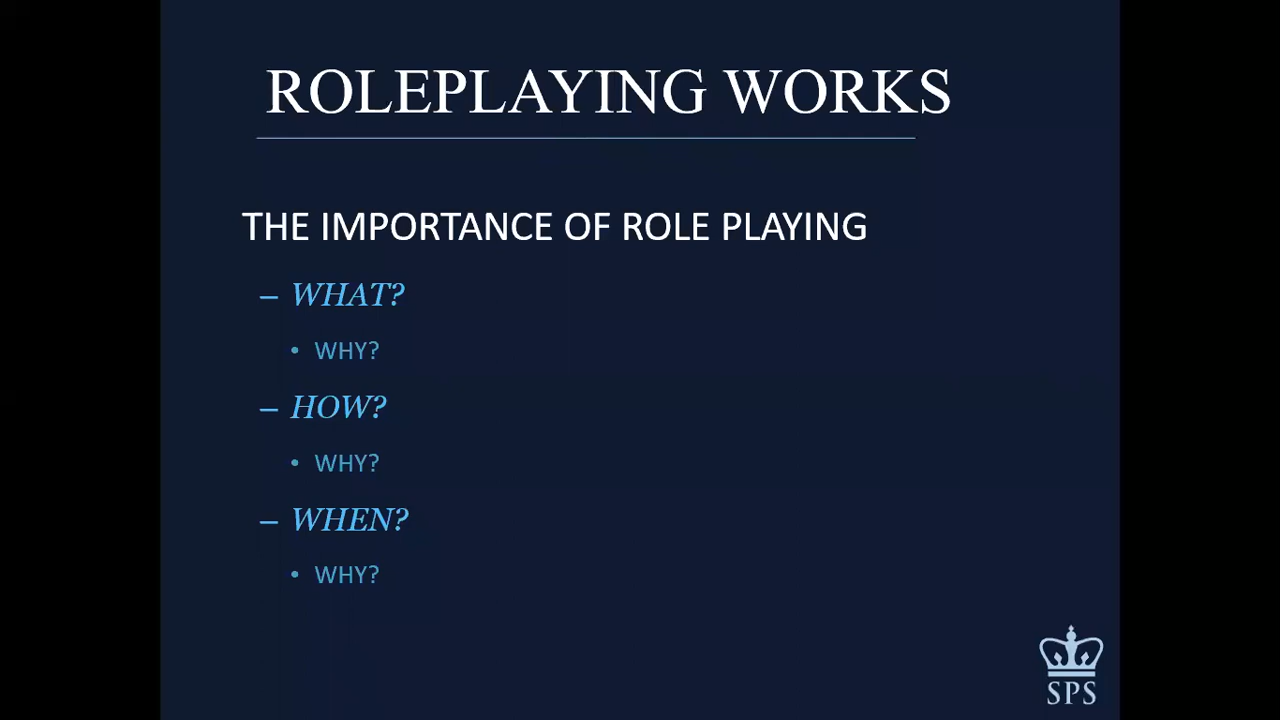 ROLEPLAYING WORKS
THE IMPORTANCE OF ROLE PLAYING
– WHAT?
• WHY?
– HOW?
• WHY?
– WHEN?
• WHY?
SPS